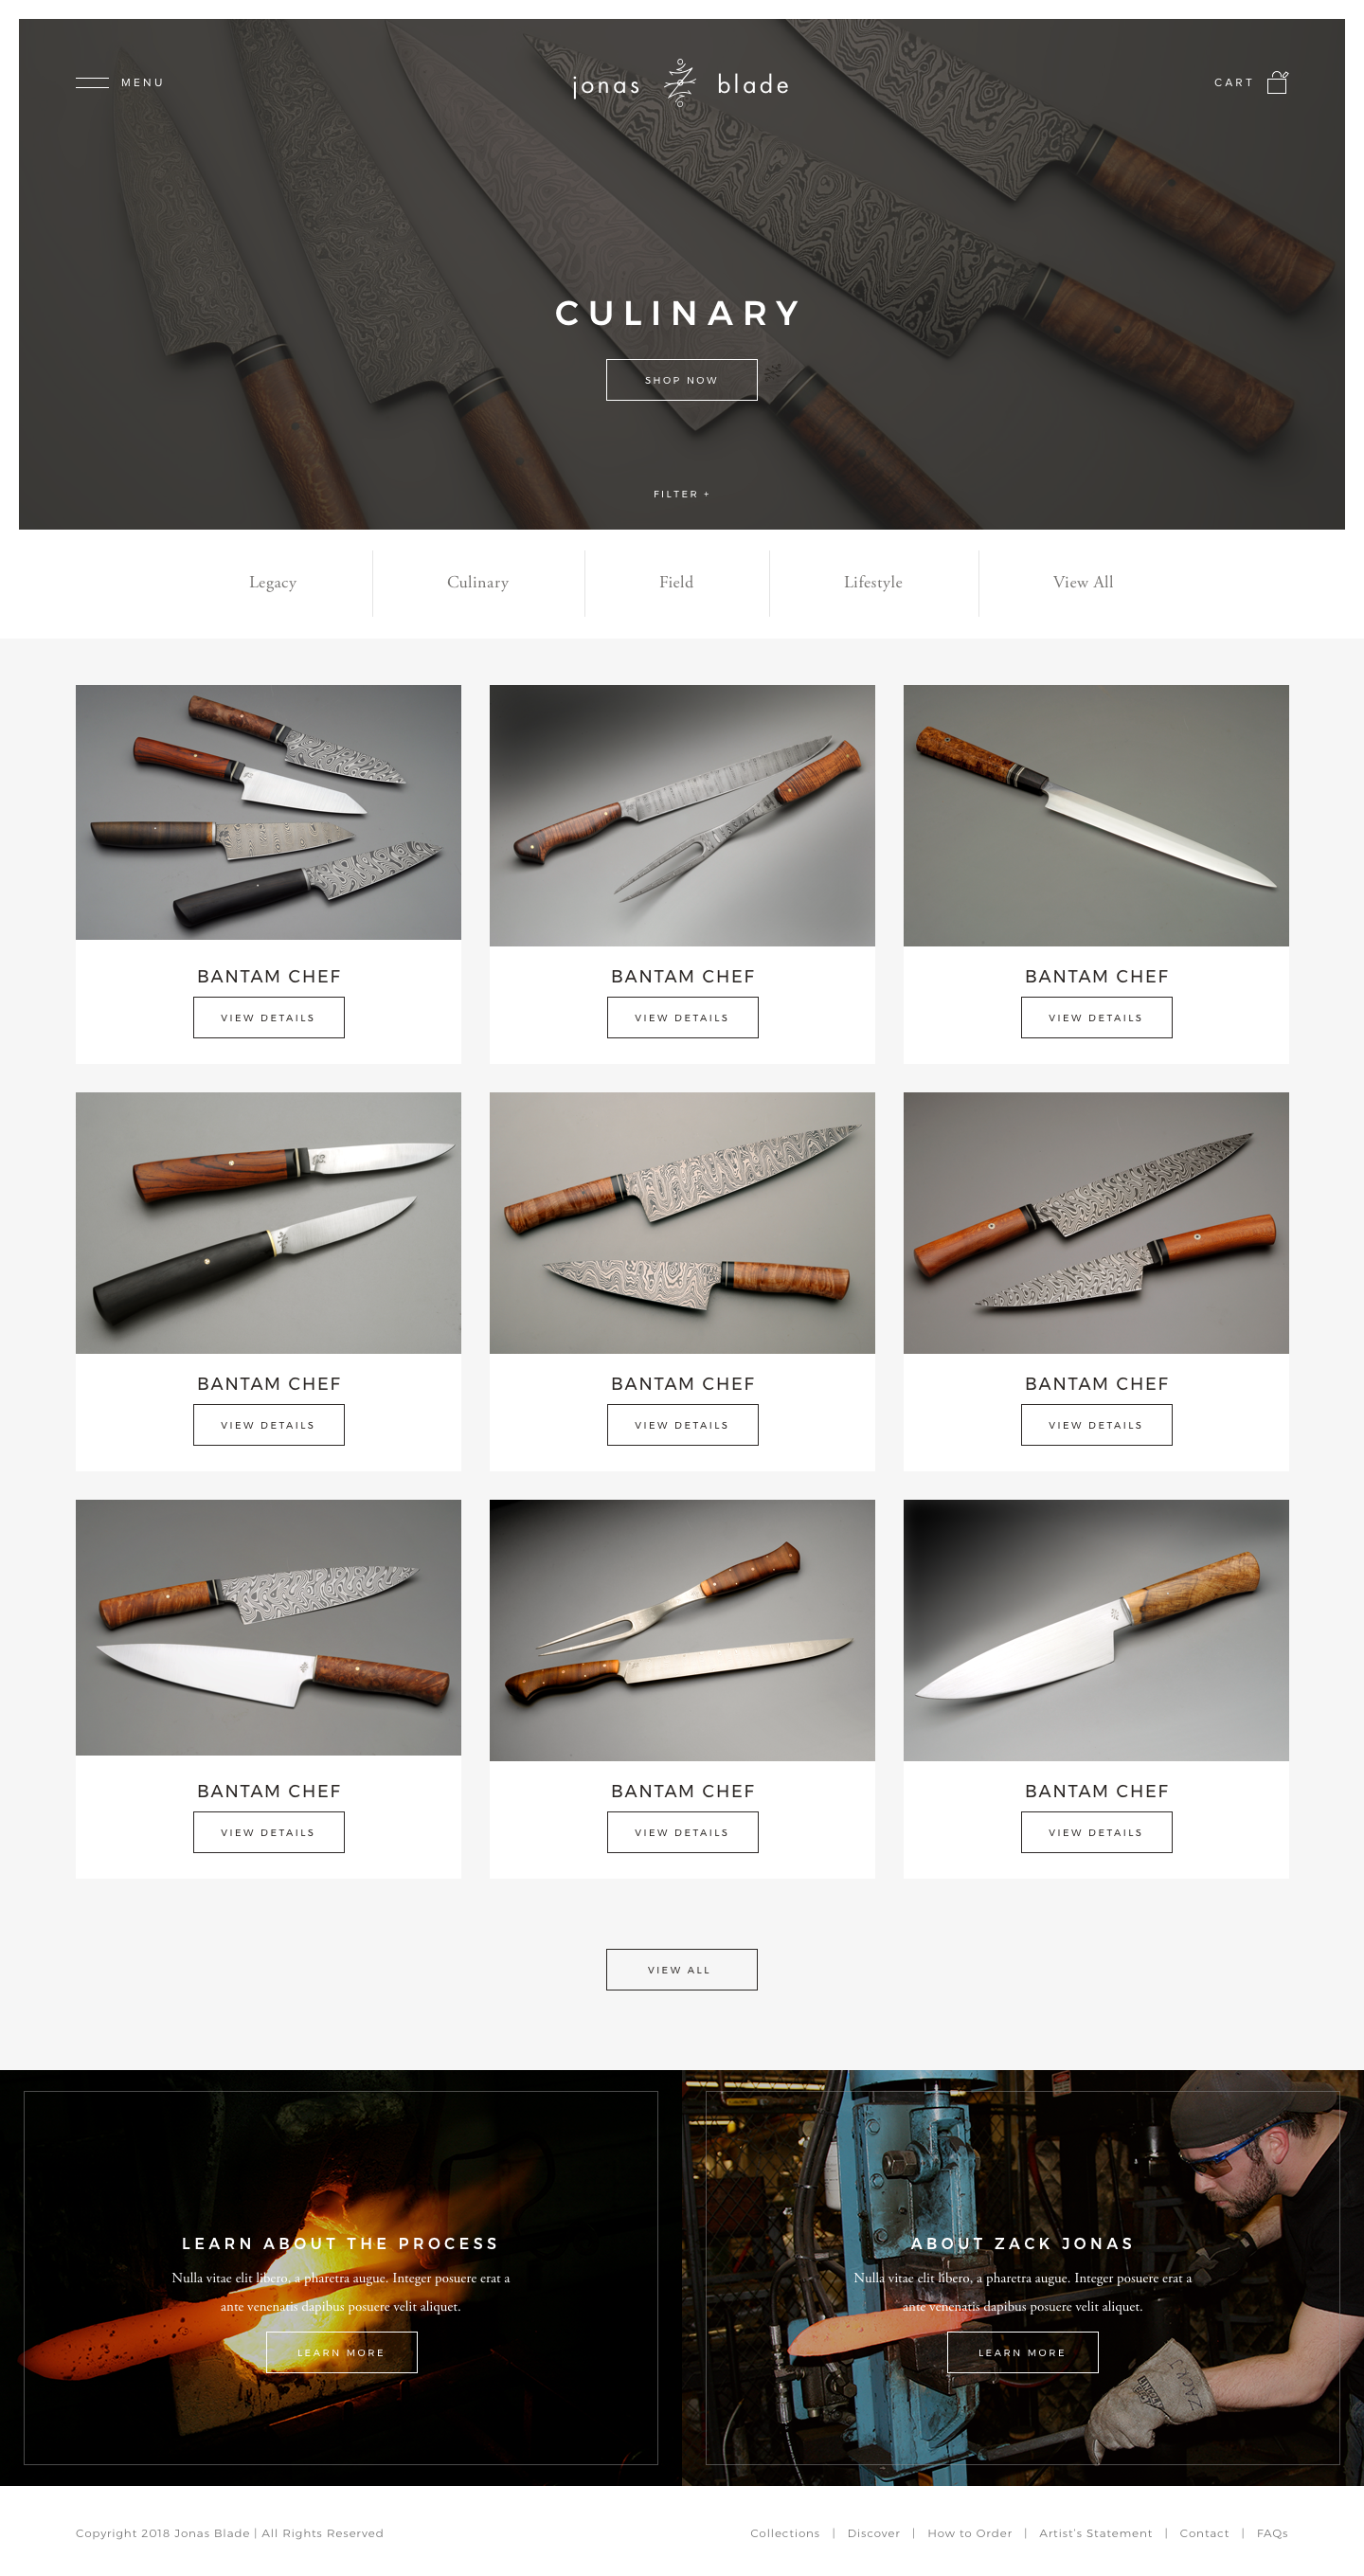 MENU
jonas blade
CART
CULINARY
SHOP NOW
FILTER +
Legacy
Culinary
Field
Lifestyle
View All
BANTAM CHEF
VIEW DETAILS
BANTAM CHEF
VIEW DETAILS
BANTAM CHEF
VIEW DETAILS
BANTAM CHEF
VIEW DETAILS
BANTAM CHEF
VIEW DETAILS
BANTAM CHEF
VIEW DETAILS
BANTAM CHEF
VIEW DETAILS
BANTAM CHEF
VIEW DETAILS
BANTAM CHEF
VIEW DETAILS
VIEW ALL
LEARN ABOUT THE PROCESS
Nulla vitae elit libero, a pharetra augue. Integer posuere erat a
ante venenatis dapibus posuere velit aliquet.
LEARN MORE
ABOUT ZACK JONAS
Nulla vitae elit libero, a pharetra augue. Integer posuere erat a
ante venenatis dapibus posuere velit aliquet.
LEARN MORE
ZACK
Copyright 2018 Jonas Blade | All Rights Reserved
Collections | Discover | How to Order | Artist's Statement | Contact | FAQs